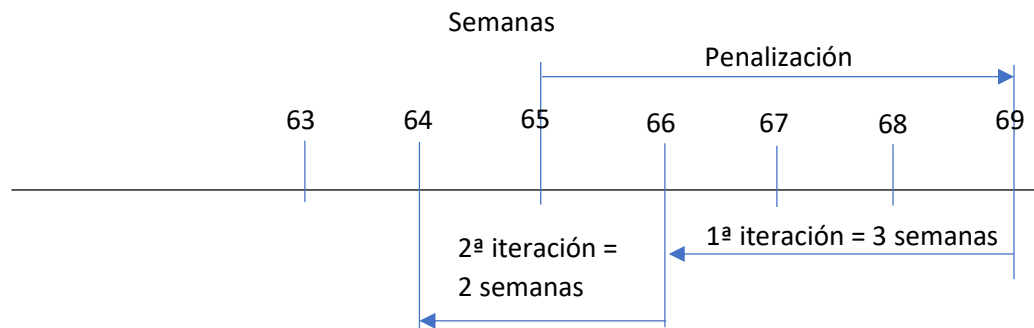 Semanas
Penalización
63
64
65
66
67
68
69
1ª iteración = 3 semanas
2ª iteración =
2 semanas